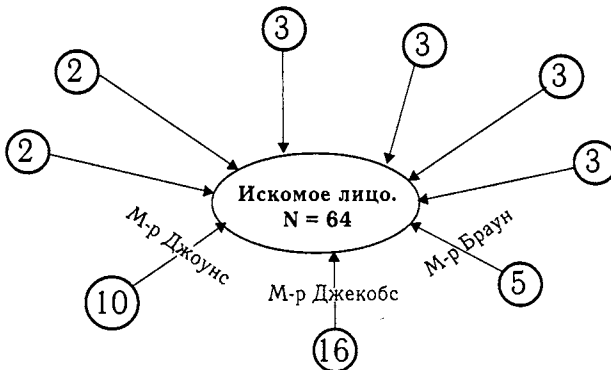 3
3
2
3
2
3
Искомое лицо.
N = 64
М-р Джоунс
М-р Браун
10
М-р Джекобс
5
16